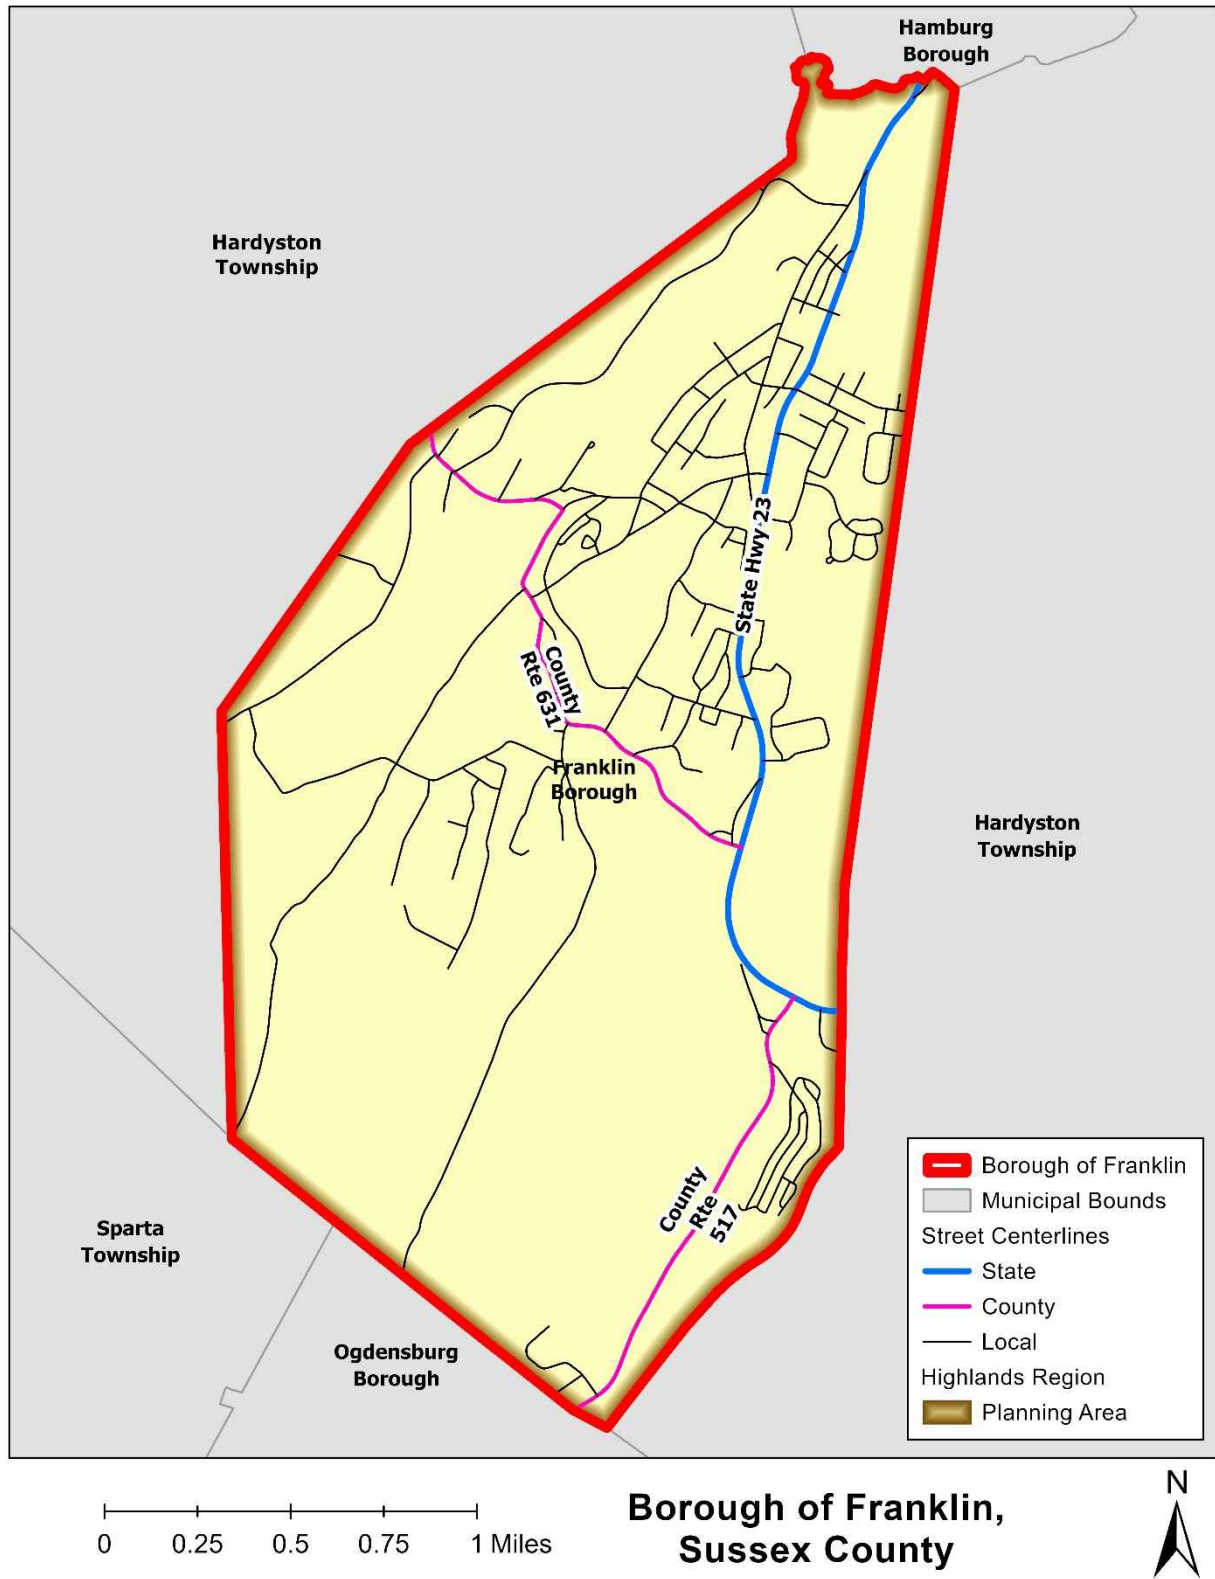 Hamburg
Borough
Hardyston
Township
State Hwy 23
County
Rte 631
Franklin
Borough
Hardyston
Township
County
Rte
517
Sparta
Township
Ogdensburg
Borough
Borough of Franklin
Municipal Bounds
Street Centerlines
State
County
Local
Highlands Region
Planning Area
0 0.25 0.5 0.75 1 Miles
Borough of Franklin,
Sussex County
N